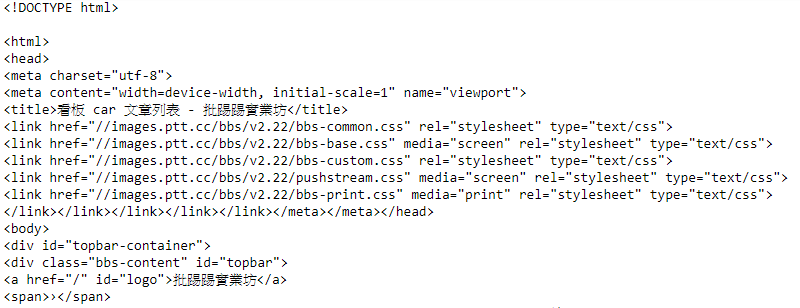 <!DOCTYPE html>
<html>
<head>
<meta charset="utf-8">
<meta content="width=device-width, initial-scale=1" name="viewport">
<title>看板 car 文章列表 - 批踢踢實業坊</title>
<link href="//images.ptt.cc/bbs/v2.22/bbs-common.css" rel="stylesheet" type="text/css">
<link href="//images.ptt.cc/bbs/v2.22/bbs-base.css" media="screen" rel="stylesheet" type="text/css">
<link href="//images.ptt.cc/bbs/v2.22/bbs-custom.css" rel="stylesheet" type="text/css">
<link href="//images.ptt.cc/bbs/v2.22/pushstream.css" media="screen" rel="stylesheet" type="text/css">
<link href="//images.ptt.cc/bbs/v2.22/bbs-print.css" media="print" rel="stylesheet" type="text/css">
</link></link></link></link></link></meta></meta></head>
<body>
<div id="topbar-container">
<div class="bbs-content" id="topbar">
<a href="/" id="logo">批踢踢實業坊</a>
<span>›</span>